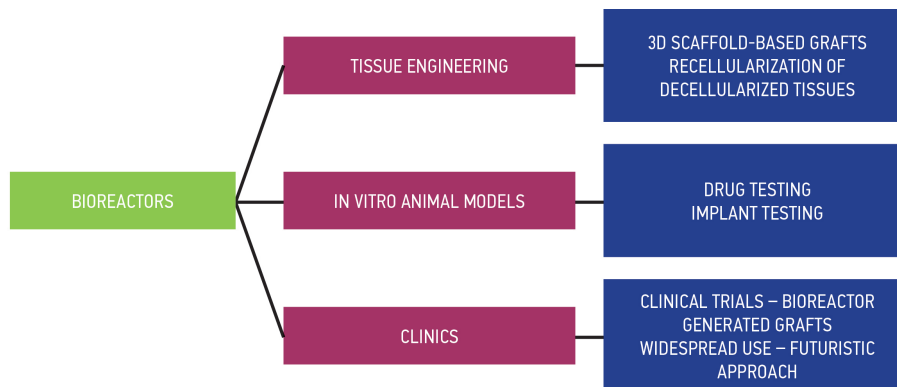 BIOREACTORS
TISSUE ENGINEERING
3D SCAFFOLD-BASED GRAFTS
RECELLULARIZATION OF
DECELLULARIZED TISSUES
IN VITRO ANIMAL MODELS
DRUG TESTING
IMPLANT TESTING
CLINICS
CLINICAL TRIALS – BIOREACTOR
GENERATED GRAFTS
WIDESPREAD USE – FUTURISTIC
APPROACH